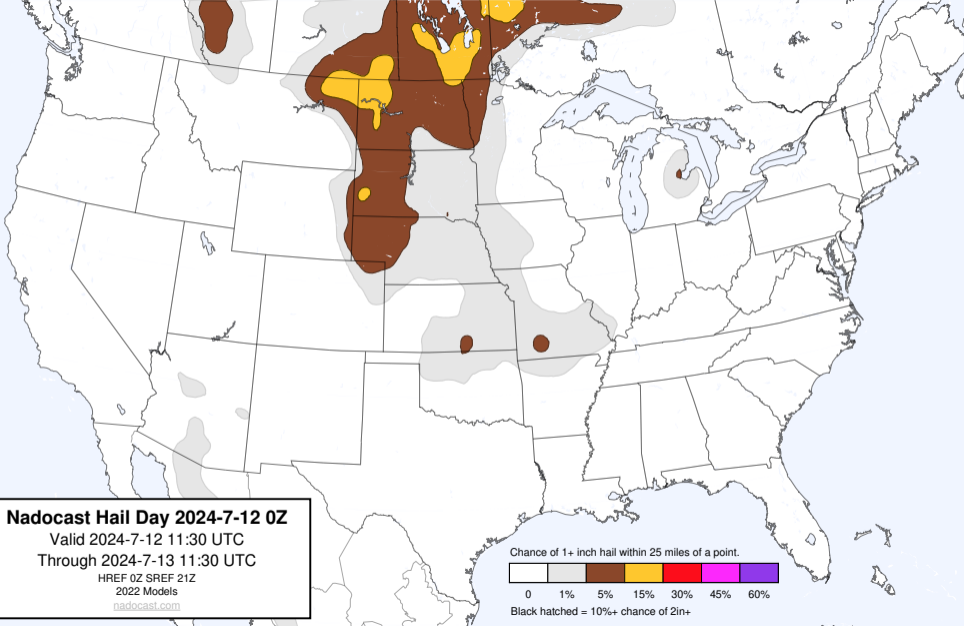 Nadocast Hail Day 2024-7-12 0Z
Valid 2024-7-12 11:30 UTC
Through 2024-7-13 11:30 UTC
HREF 0Z SREF 21Z
2022 Models
nadocast.com
Chance of 1+ inch hail within 25 miles of a point.
0 1% 5% 15% 30% 45% 60%
Black hatched = 10%+ chance of 2in+